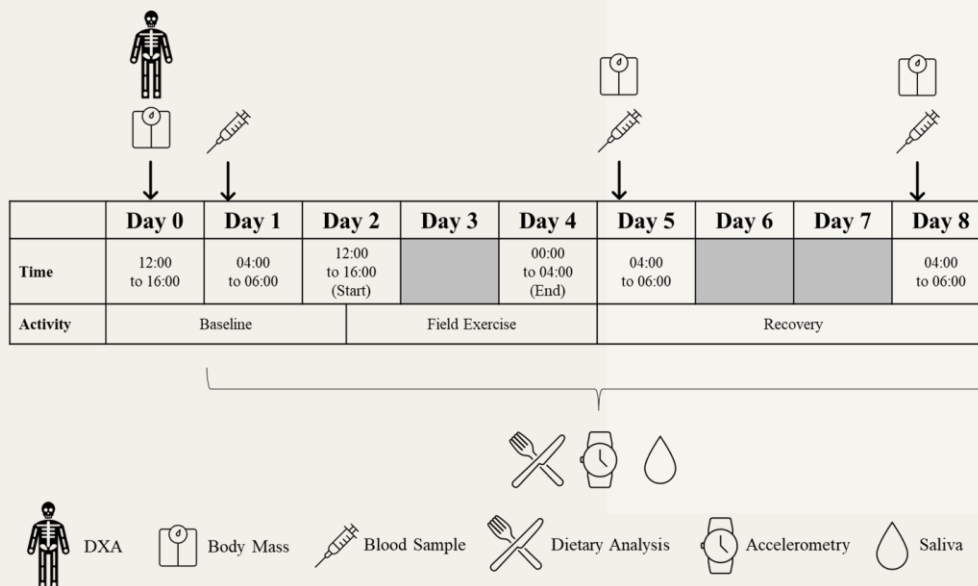 Day 0 Day 1 Day 2 Day 3 Day 4 Day 5 Day 6 Day 7 Day 8
Time
12:00
to 16:00
04:00
to 06:00
12:00
to 16:00
(Start)
00:00
to 04:00
(End)
04:00
to 06:00
04:00
to 06:00
Activity Baseline Field Exercise Recovery
DXA Body Mass Blood Sample Dietary Analysis Accelerometry Saliva